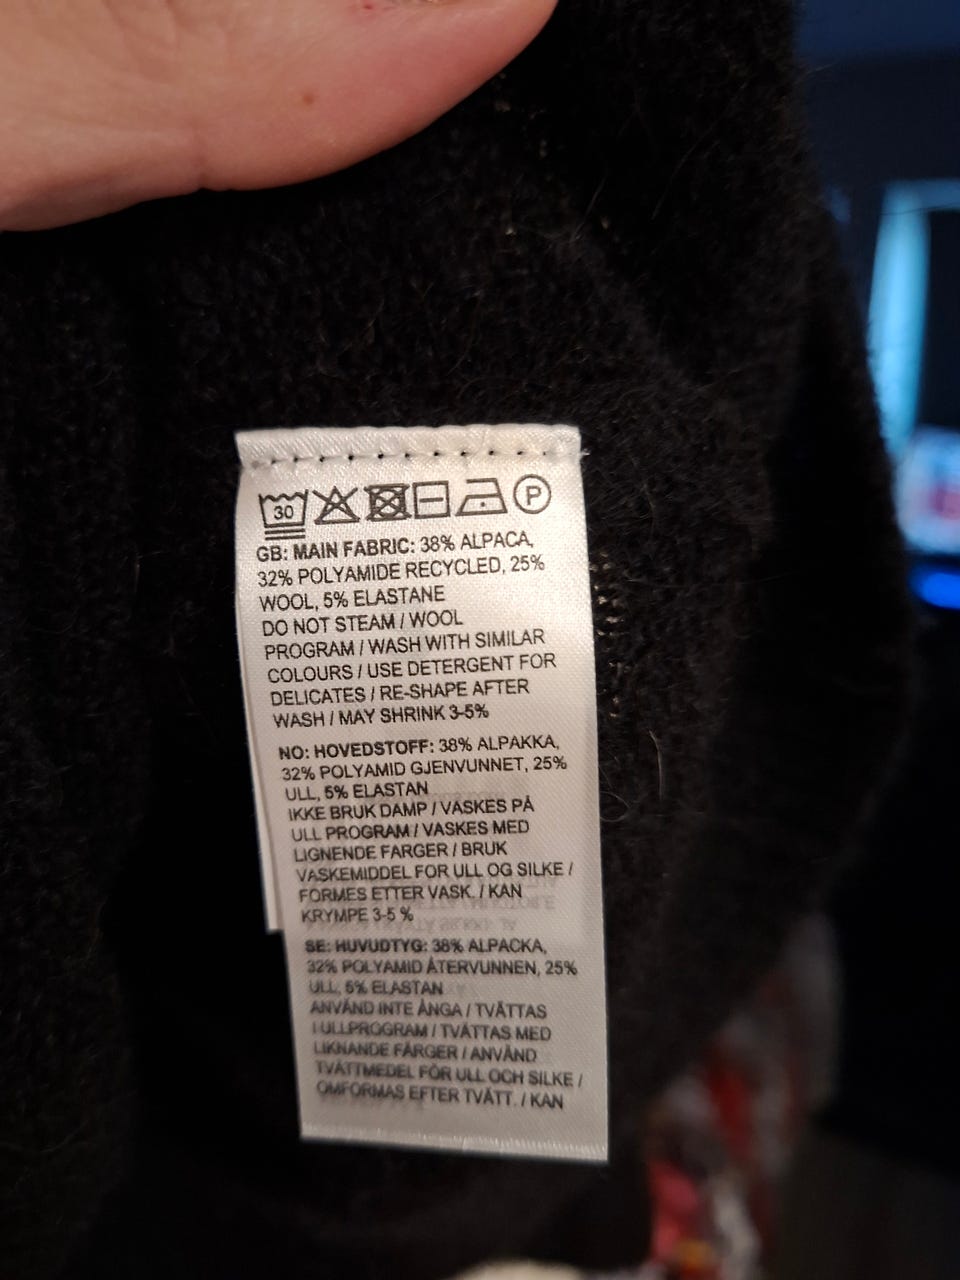 30 P
GB: MAIN FABRIC: 38% ALPACA,
32% POLYAMIDE RECYCLED, 25%
WOOL, 5% ELASTANE
DO NOT STEAM / WOOL
PROGRAM / WASH WITH SIMILAR
COLOURS / USE DETERGENT FOR
DELICATES / RE-SHAPE AFTER
WASH / MAY SHRINK 3-5%
NO: HOVEDSTOFF: 38% ALPAKKA,
32% POLYAMID GJENVUNNET, 25%
ULL, 5% ELASTAN
IKKE BRUK DAMP / VASKES PÅ
ULL PROGRAM / VASKES MED
LIGNENDE FARGER / BRUK
VASKEMIDDEL FOR ULL OG SILKE /
FORMES ETTER VASK. / KAN
KRYMPE 3-5 %
SE: HUVUDTYG: 38% ALPACKA,
32% POLYAMID ÅTERVUNNEN, 25%
ULL, 5% ELASTAN
ANVÄND INTE ÅNGA / TVÄTTAS
I ULLPROGRAM / TVÄTTAS MED
LIKNANDE FÄRGER / ANVÄND
TVÄTTMEDEL FÖR ULL OCH SILKE /
OMFORMAS EFTER TVÄTT. / KAN